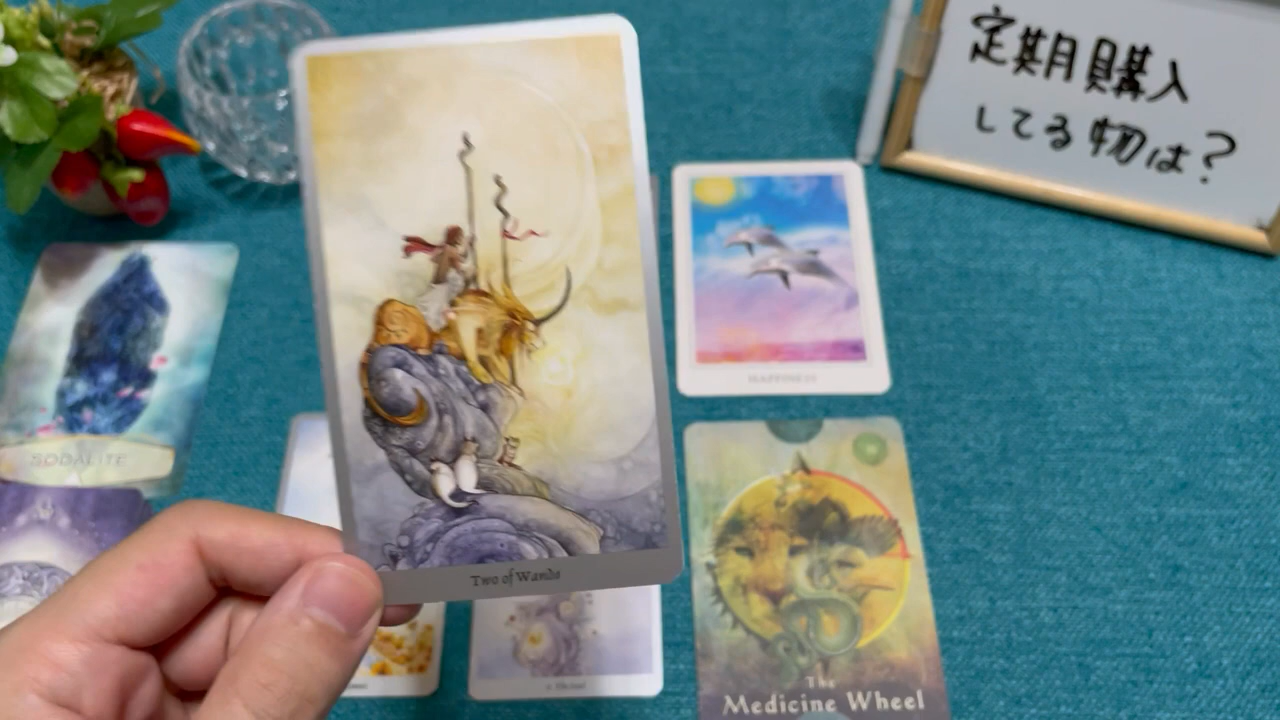 定期購入
してる物は?
SODALITE
HAPPINESS
Two of Wands
The
Medicine Wheel